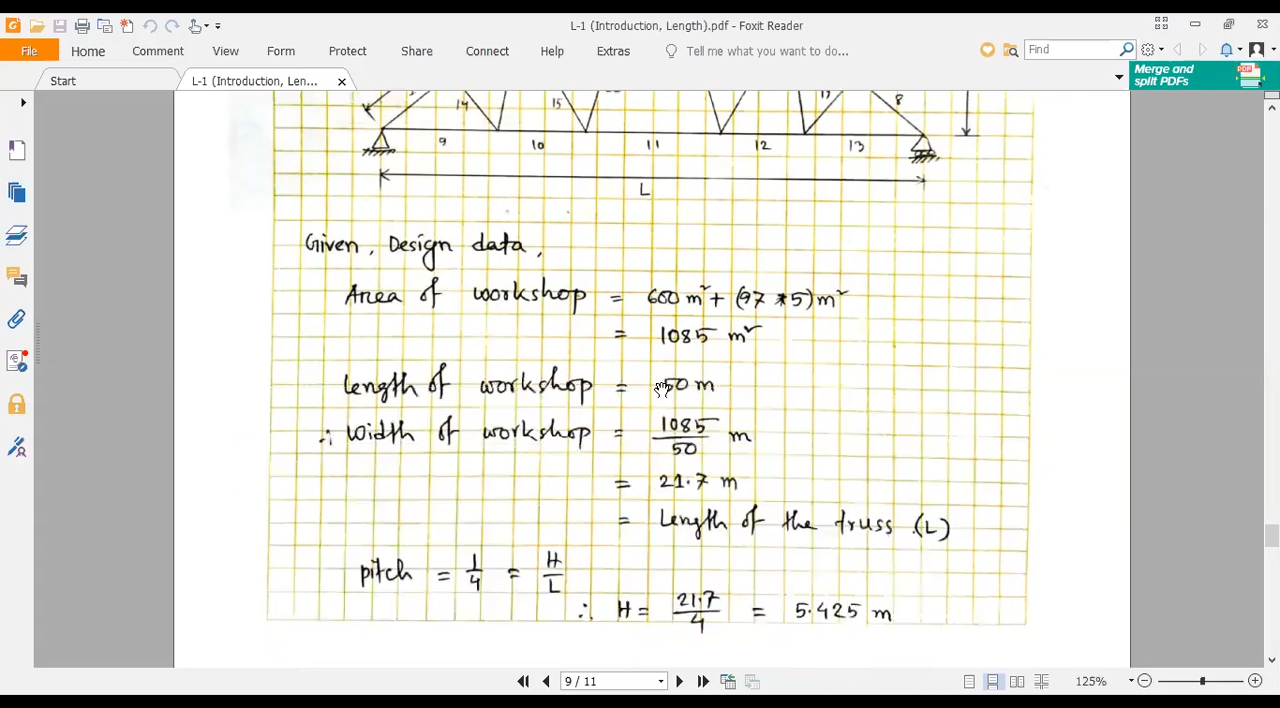 L-1 (Introduction, Length).pdf - Foxit Reader
File Home Comment View Form Protect Share Connect Help Extras Tell me what you want to do... Find
Start L-1 (Introduction, Len... Merge and split PDFs
14 15 8
9 10 11 12 13
L
Given, Design data,
Area of workshop = 600 m² + (97 * 5) m²
= 1085 m²
Length of workshop = 50 m
∴ Width of workshop = 1085/50 m
= 21.7 m
= Length of the truss (L)
pitch = 1/4 = H/L
∴ H = 21.7/4 = 5.425 m
9 / 11 125%